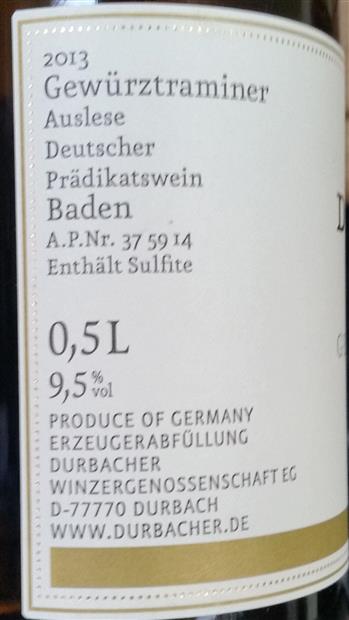 2013
Gewürztraminer
Auslese
Deutscher
Prädikatswein
Baden
A.P.Nr. 37 59 14
Enthält Sulfite
0,5 L
9,5 % vol
PRODUCE OF GERMANY
ERZEUGERABFÜLLUNG
DURBACHER
WINZERGENOSSENSCHAFT EG
D-77770 DURBACH
WWW.DURBACHER.DE